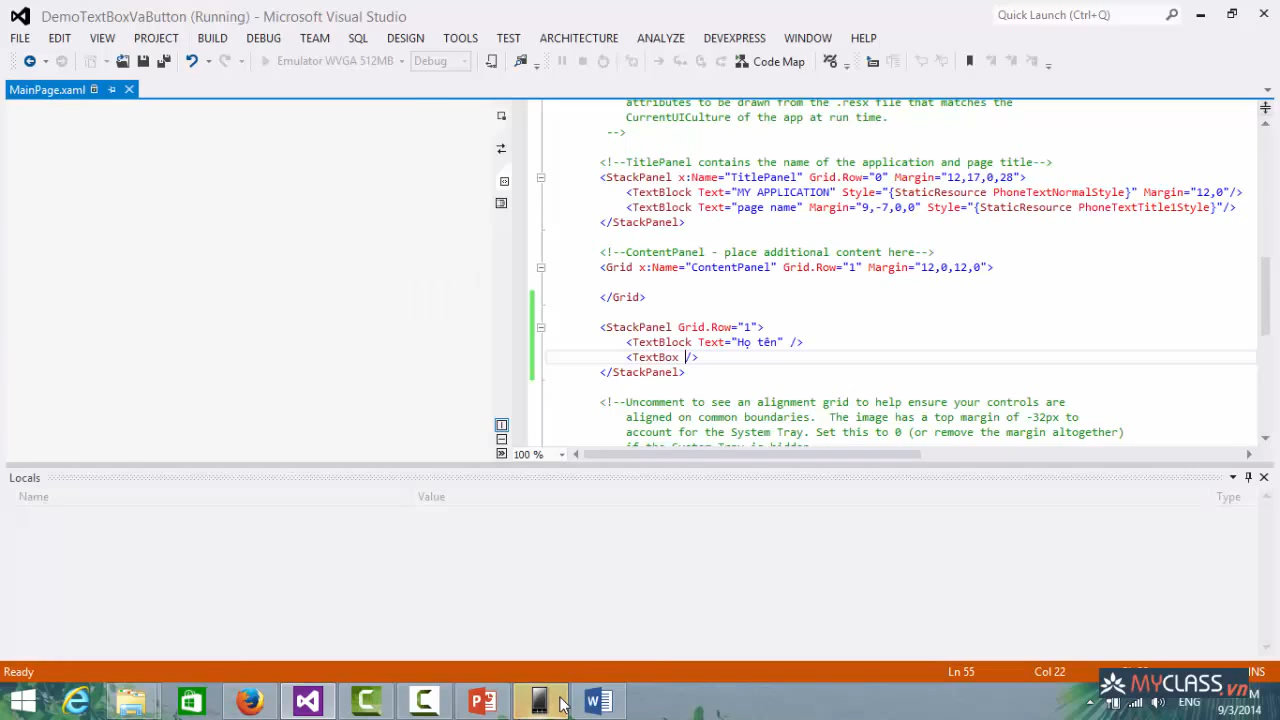 DemoTextBoxVaButton (Running) - Microsoft Visual Studio
Quick Launch (Ctrl+Q)
FILE EDIT VIEW PROJECT BUILD DEBUG TEAM SQL DESIGN TOOLS TEST ARCHITECTURE ANALYZE DEVEXPRESS WINDOW HELP
Emulator WVGA 512MB Debug Code Map
MainPage.xaml
attributes to be drawn from the .resx file that matches the
CurrentUICulture of the app at run time.
-->
<!--TitlePanel contains the name of the application and page title-->
<StackPanel x:Name="TitlePanel" Grid.Row="0" Margin="12,17,0,28">
<TextBlock Text="MY APPLICATION" Style="{StaticResource PhoneTextNormalStyle}" Margin="12,0"/>
<TextBlock Text="page name" Margin="9,-7,0,0" Style="{StaticResource PhoneTextTitle1Style}"/>
</StackPanel>
<!--ContentPanel - place additional content here-->
<Grid x:Name="ContentPanel" Grid.Row="1" Margin="12,0,12,0">
</Grid>
<StackPanel Grid.Row="1">
<TextBlock Text="Họ tên" />
<TextBox />
</StackPanel>
<!--Uncomment to see an alignment grid to help ensure your controls are
aligned on common boundaries. The image has a top margin of -32px to
account for the System Tray. Set this to 0 (or remove the margin altogether)
100 %
Locals
Name Value Type
Ready Ln 55 Col 22 INS
MYCLASS.vn
ENG
9/3/2014